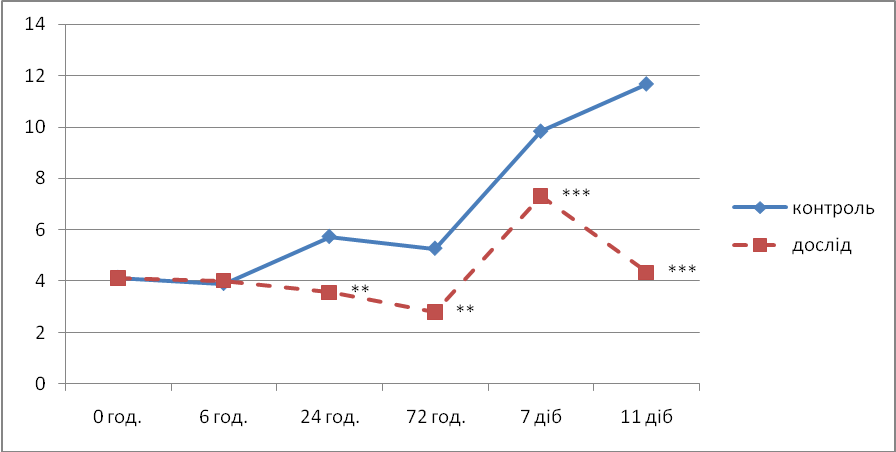 14
12
10
8
6
4
2
0
0 год.
6 год.
24 год.
72 год.
7 діб
11 діб
**
**
***
***
контроль
дослід